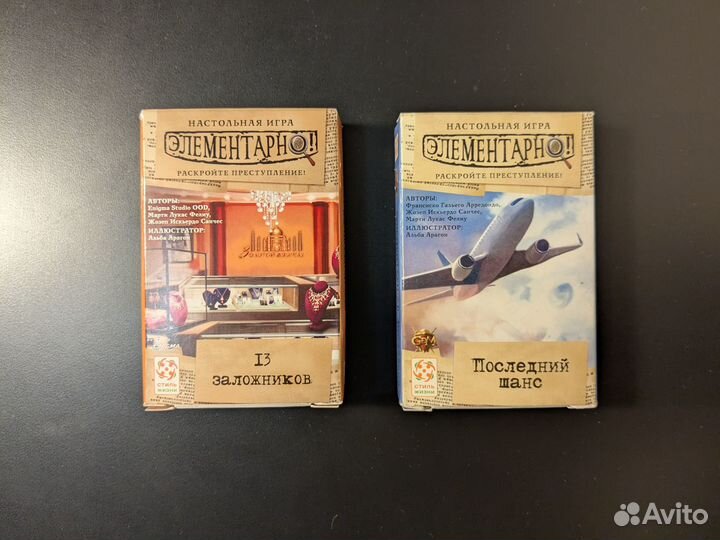 НАСТОЛЬНАЯ ИГРА
ЭЛЕМЕНТАРНО!
РАСКРОЙТЕ ПРЕСТУПЛЕНИЕ!
АВТОРЫ:
Enigma Studio OOD,
Марти Лукас Фелиу,
Жозеп Искьердо Санчес
ИЛЛЮСТРАТОР:
Альба Арагон
13
заложников
СТИЛЬ
ЖИЗНИ
НАСТОЛЬНАЯ ИГРА
ЭЛЕМЕНТАРНО!
РАСКРОЙТЕ ПРЕСТУПЛЕНИЕ!
АВТОРЫ:
Франсиско Гальего Арредондо,
Жозеп Искьердо Санчес,
Марти Лукас Фелиу
ИЛЛЮСТРАТОР:
Альба Арагон
Последний
шанс
СТИЛЬ
ЖИЗНИ
Avito